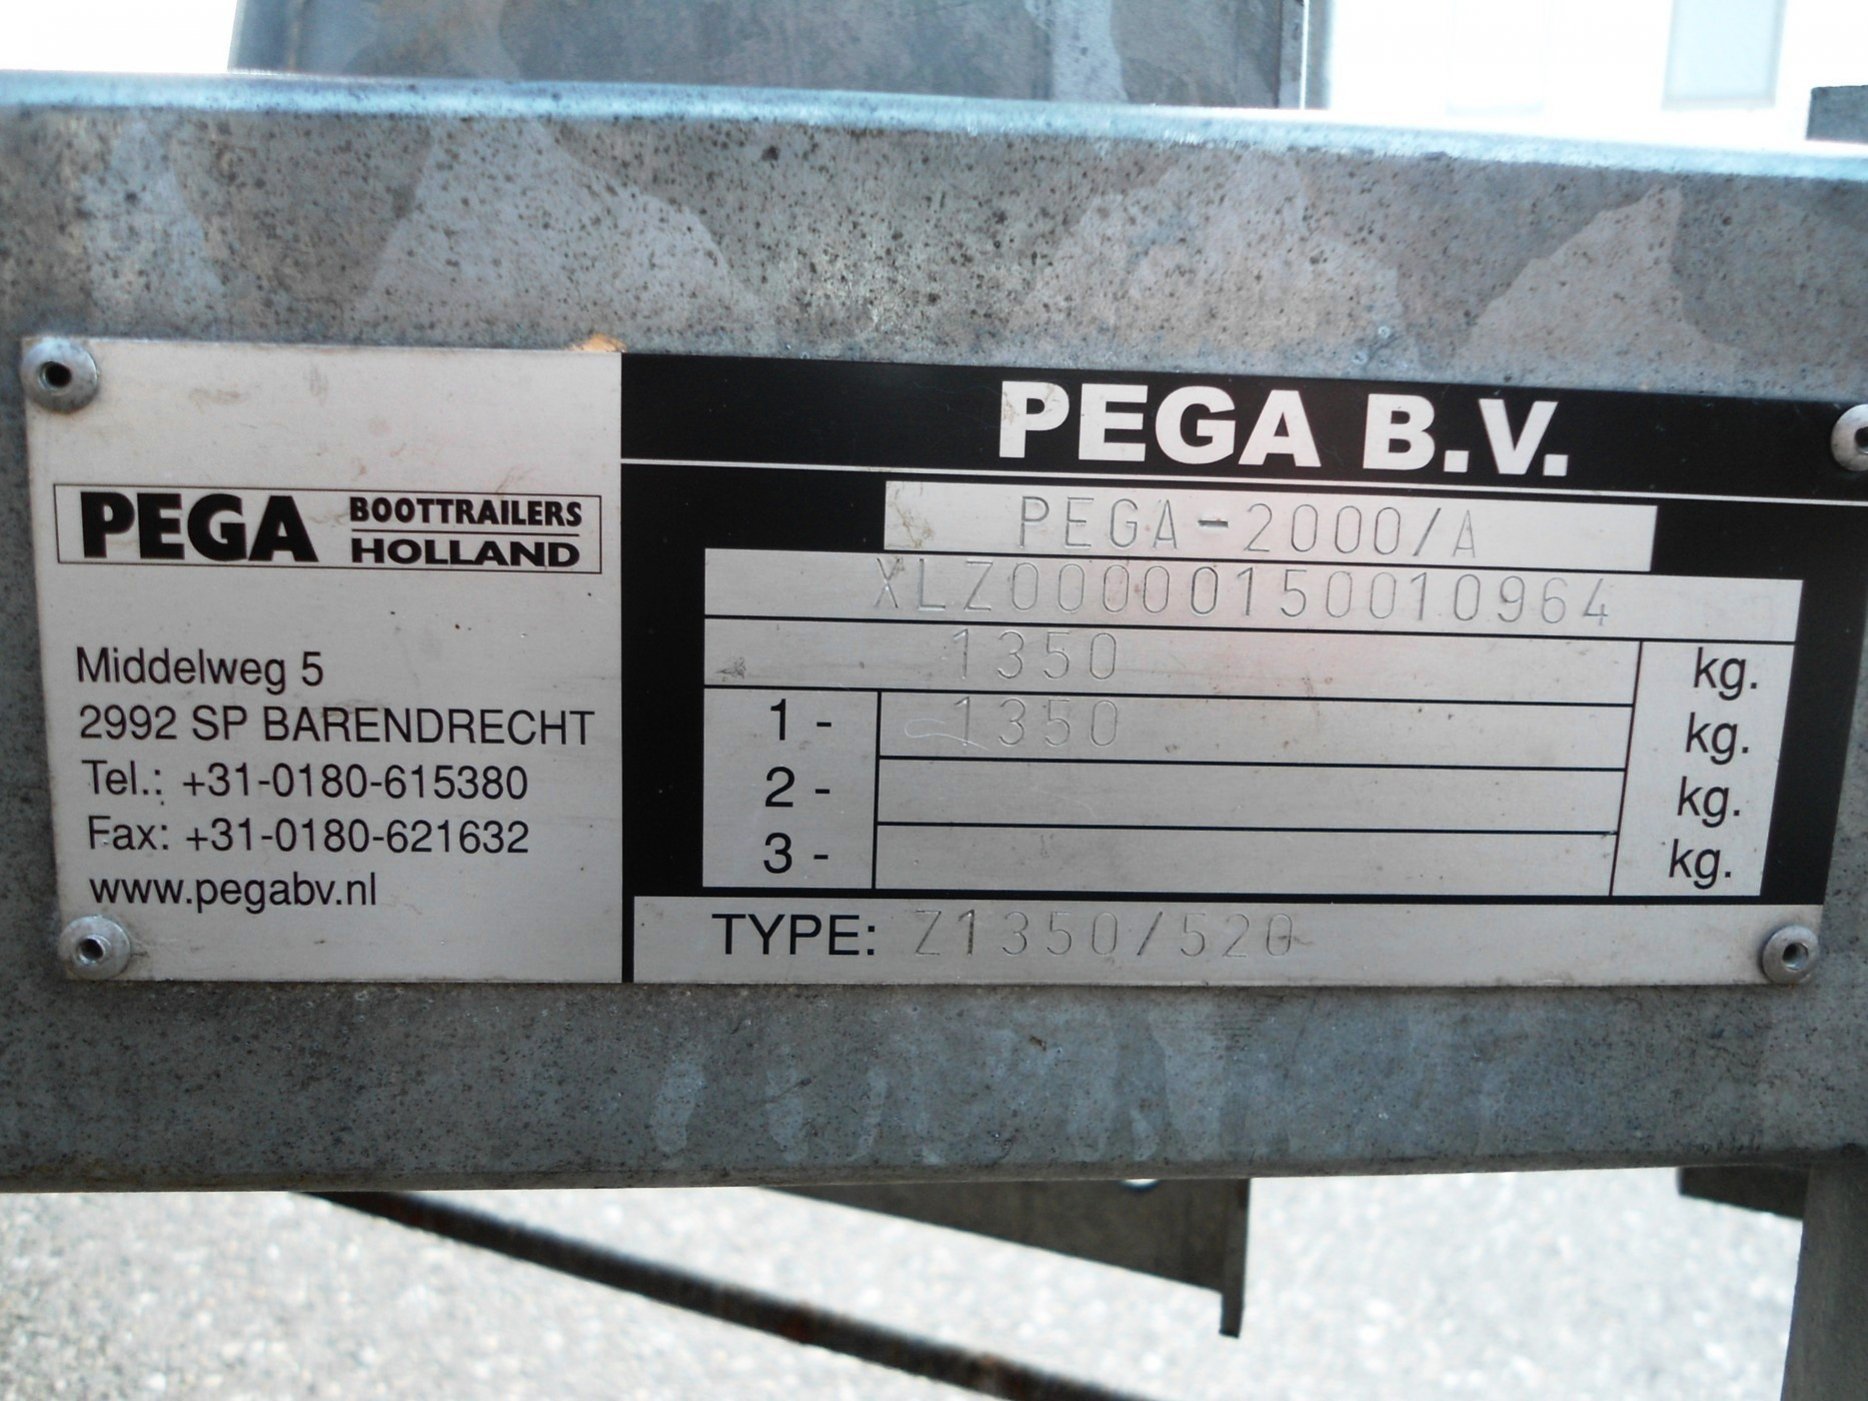 PEGA BOOTTRAILERS
HOLLAND
Middelweg 5
2992 SP BARENDRECHT
Tel.: +31-0180-615380
Fax: +31-0180-621632
www.pegabv.nl
PEGA B.V.
PEGA-2000/A
XLZ00000150010964
1350 kg.
1 - 1350 kg.
2 - kg.
3 - kg.
TYPE: Z1350/520